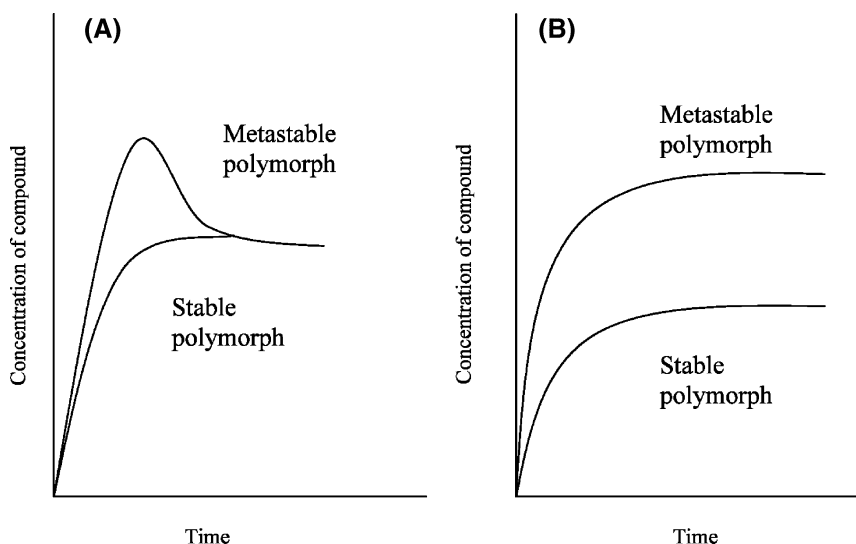 (A)
Concentration of compound
Metastable
polymorph
Stable
polymorph
Time
(B)
Concentration of compound
Metastable
polymorph
Stable
polymorph
Time